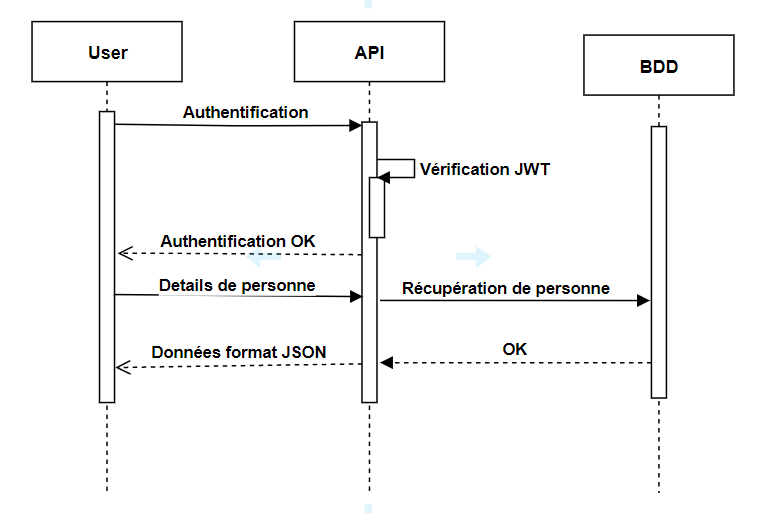 User
API
BDD
Authentification
Vérification JWT
Authentification OK
Details de personne
Récupération de personne
Données format JSON
OK